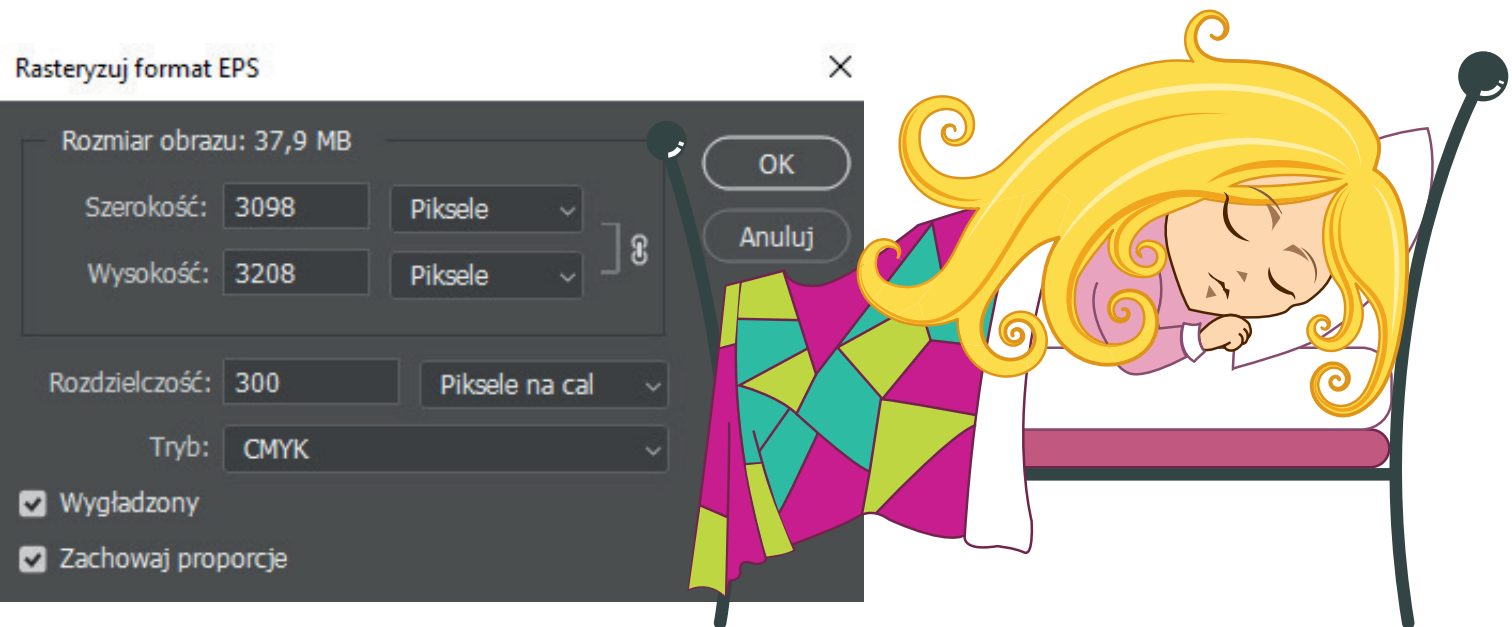 Rasteryzuj format EPS
Rozmiar obrazu: 37,9 MB
OK
Szerokość: 3098 Piksele
Anuluj
Wysokość: 3208 Piksele
Rozdzielczość: 300 Piksele na cal
Tryb: CMYK
Wygładzony
Zachowaj proporcje